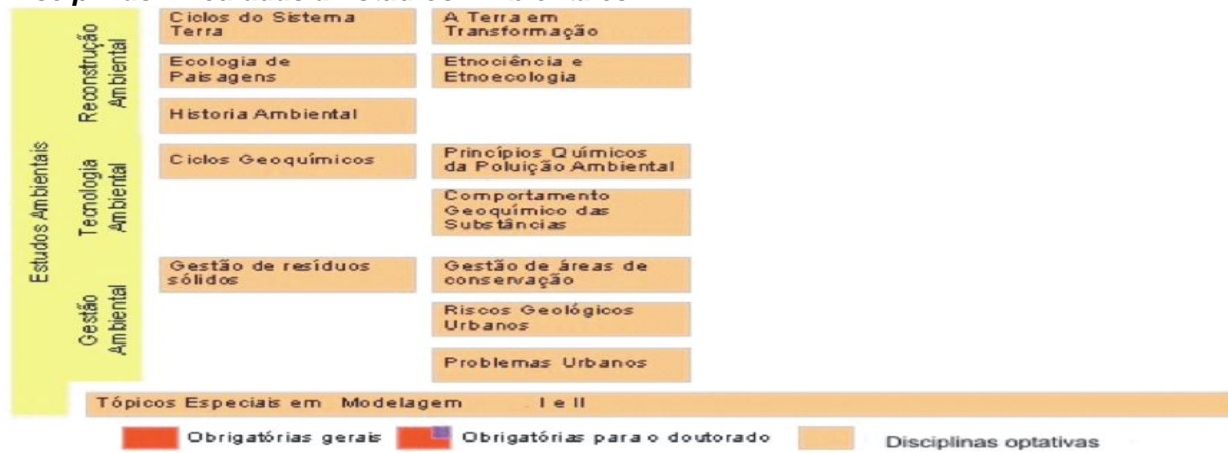 Estudos Ambientais
Reconstrução
Ambiental
Ciclos do Sistema
Terra
A Terra em
Transformação
Ecologia de
Paisagens
Etnociência e
Etnoecologia
Historia Ambiental
Tecnologia
Ambiental
Ciclos Geoquímicos
Princípios Químicos
da Poluição Ambiental
Comportamento
Geoquímico das
Substâncias
Gestão
Ambiental
Gestão de resíduos
sólidos
Gestão de áreas de
conservação
Riscos Geológicos
Urbanos
Problemas Urbanos
Tópicos Especiais em Modelagem . I e II
Obrigatórias gerais Obrigatórias para o doutorado Disciplinas optativas